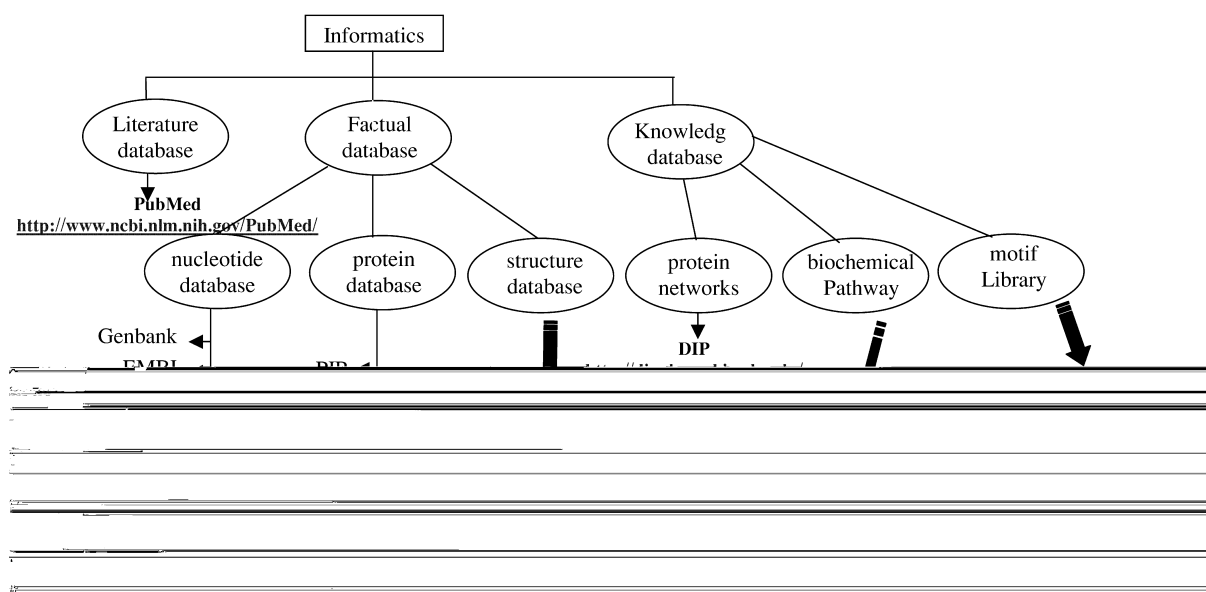 Informatics
Literature
database
Factual
database
Knowledg
database
PubMed
http://www.ncbi.nlm.nih.gov/PubMed/
nucleotide
database
protein
database
structure
database
protein
networks
biochemical
Pathway
motif
Library
Genbank
DIP